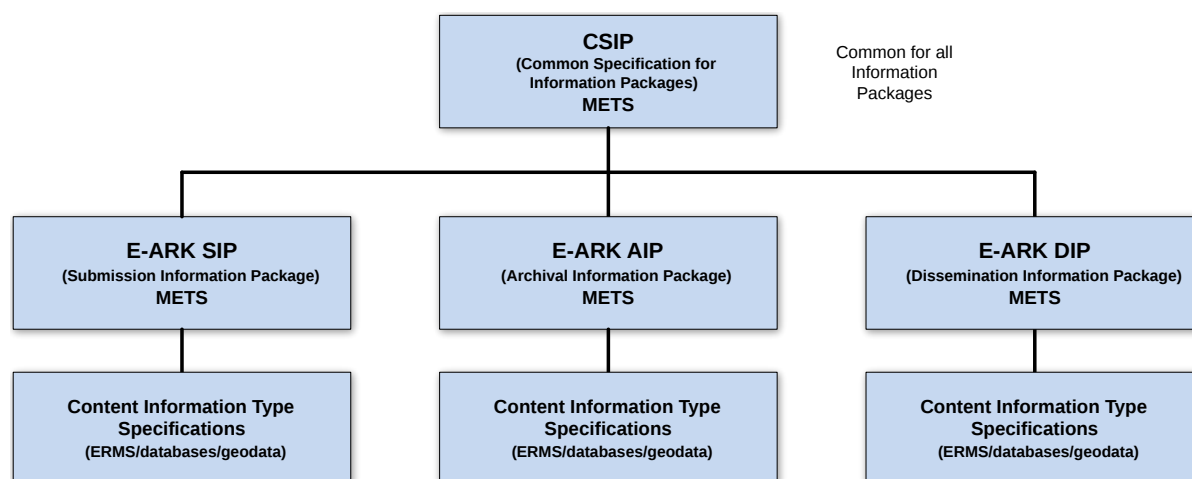 CSIP
(Common Specification for
Information Packages)
METS
Common for all
Information
Packages
E-ARK SIP
(Submission Information Package)
METS
E-ARK AIP
(Archival Information Package)
METS
E-ARK DIP
(Dissemination Information Package)
METS
Content Information Type
Specifications
(ERMS/databases/geodata)
Content Information Type
Specifications
(ERMS/databases/geodata)
Content Information Type
Specifications
(ERMS/databases/geodata)